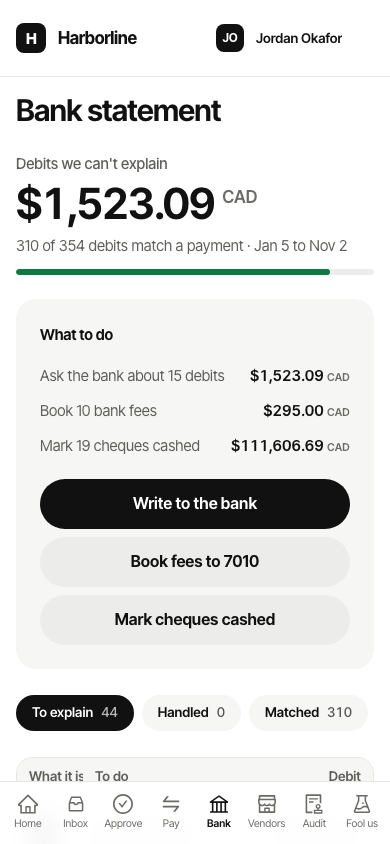 H Harborline JO Jordan Okafor
Bank statement
Debits we can't explain
$1,523.09 CAD
310 of 354 debits match a payment · Jan 5 to Nov 2
What to do
Ask the bank about 15 debits $1,523.09 CAD
Book 10 bank fees $295.00 CAD
Mark 19 cheques cashed $111,606.69 CAD
Write to the bank
Book fees to 7010
Mark cheques cashed
To explain 44 Handled 0 Matched 310
What it is To do Debit
Home Inbox Approve Pay Bank Vendors Audit Fool us